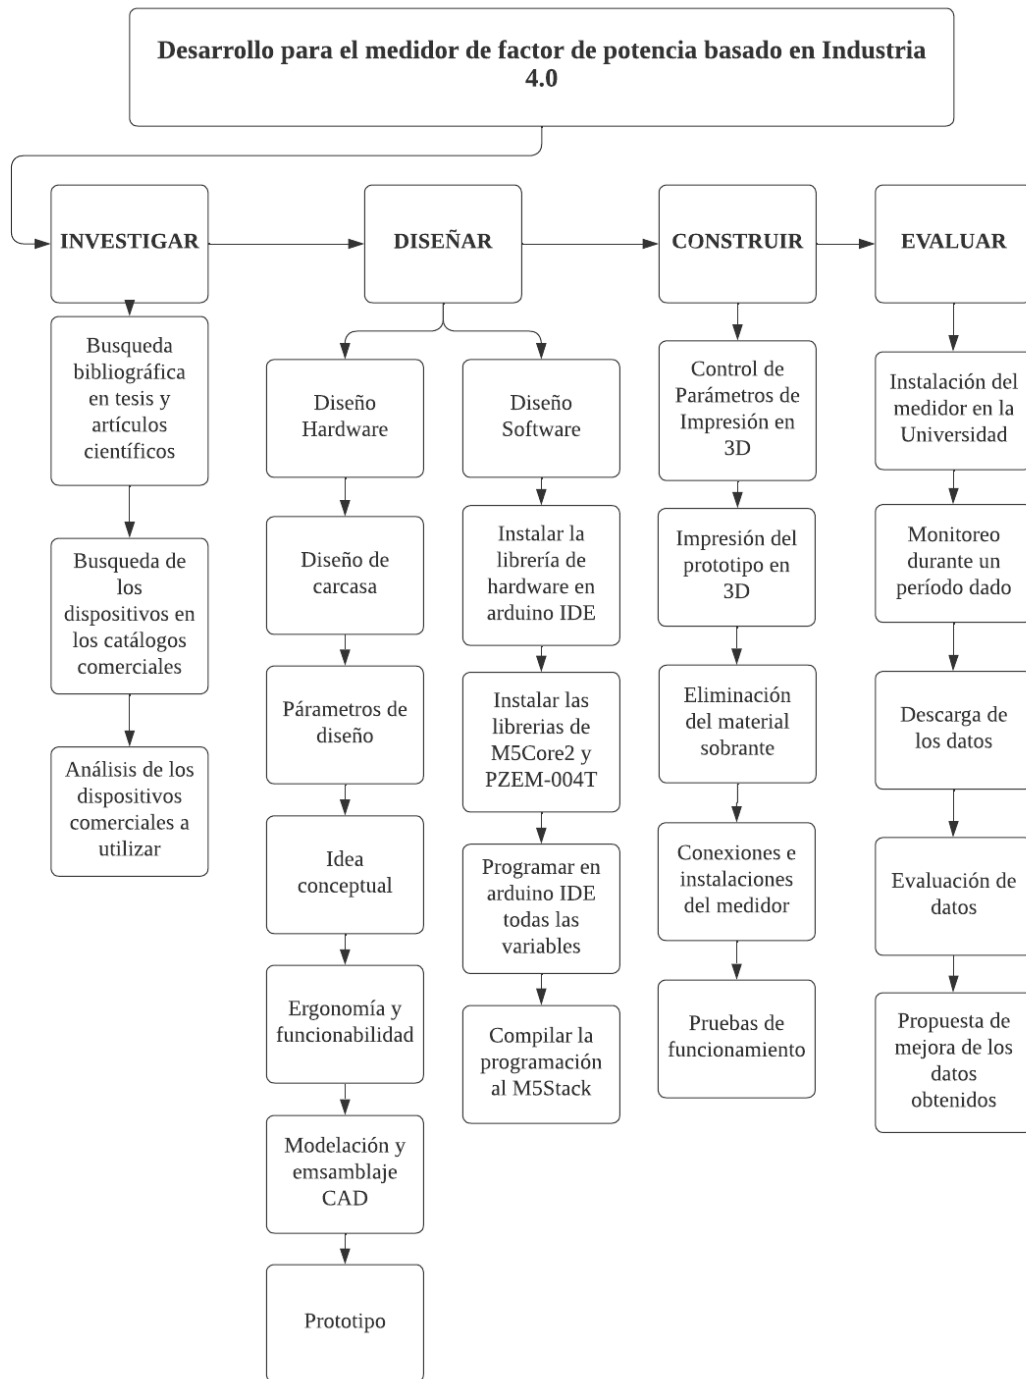 Desarrollo para el medidor de factor de potencia basado en Industria
4.0
INVESTIGAR
DISEÑAR
CONSTRUIR
EVALUAR
Busqueda
bibliográfica
en tesis y
artículos
científicos
Busqueda de
los
dispositivos en
los catálogos
comerciales
Análisis de los
dispositivos
comerciales a
utilizar
Diseño
Hardware
Diseño de
carcasa
Párametros de
diseño
Idea
conceptual
Ergonomía y
funcionabilidad
Modelación y
emsamblaje
CAD
Prototipo
Diseño
Software
Instalar la
librería de
hardware en
arduino IDE
Instalar las
librerias de
M5Core2 y
PZEM-004T
Programar en
arduino IDE
todas las
variables
Compilar la
programación
al M5Stack
Control de
Parámetros de
Impresión en
3D
Impresión del
prototipo en
3D
Eliminación
del material
sobrante
Conexiones e
instalaciones
del medidor
Pruebas de
funcionamiento
Instalación del
medidor en la
Universidad
Monitoreo
durante un
período dado
Descarga de
los datos
Evaluación de
datos
Propuesta de
mejora de los
datos
obtenidos